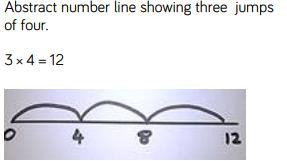 Abstract number line showing three jumps
of four.
3 × 4 = 12
0 4 8 12